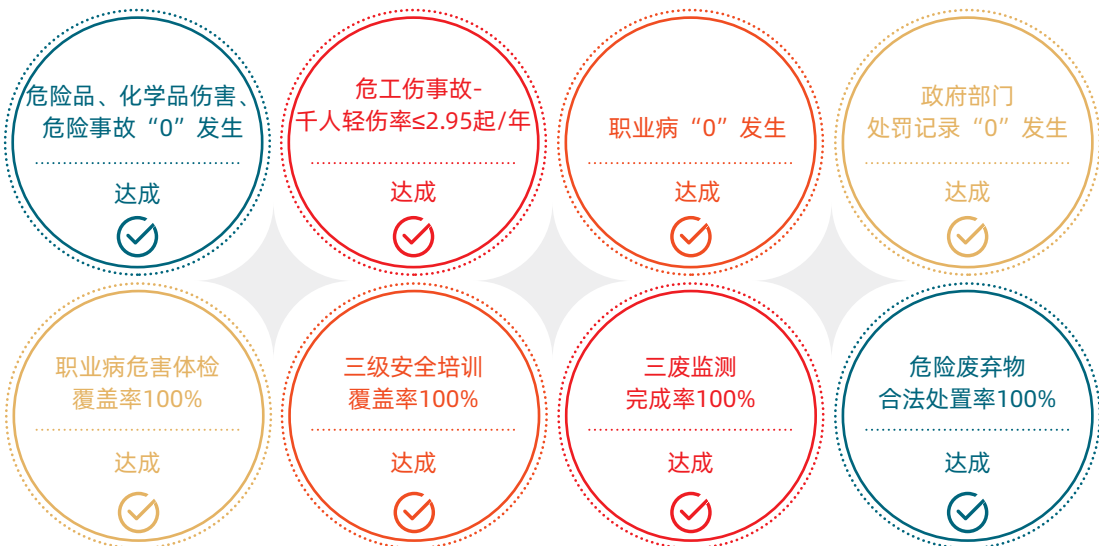 危险品、化学品伤害、
危险事故“0”发生
达成
危工伤事故-
千人轻伤率≤2.95起/年
达成
职业病“0”发生
达成
政府部门
处罚记录“0”发生
达成
职业病危害体检
覆盖率100%
达成
三级安全培训
覆盖率100%
达成
三废监测
完成率100%
达成
危险废弃物
合法处置率100%
达成